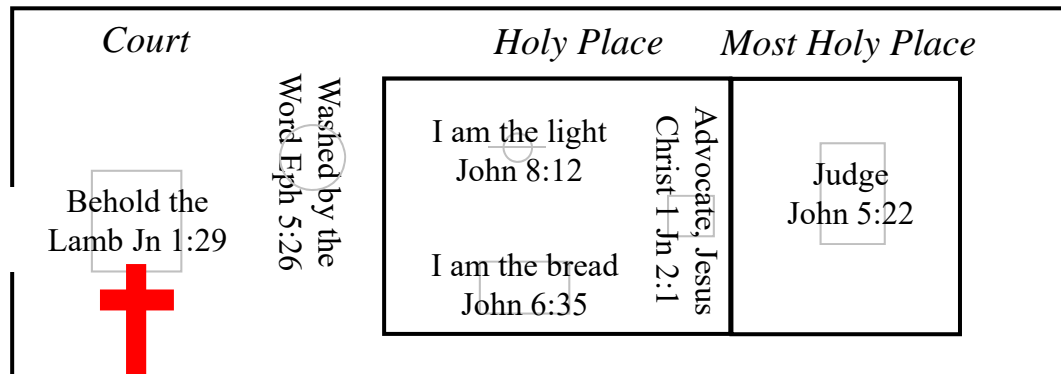 Court
Holy Place
Most Holy Place
Behold the
Lamb Jn 1:29
Washed by the
Word Eph 5:26
I am the light
John 8:12
I am the bread
John 6:35
Advocate, Jesus
Christ 1 Jn 2:1
Judge
John 5:22